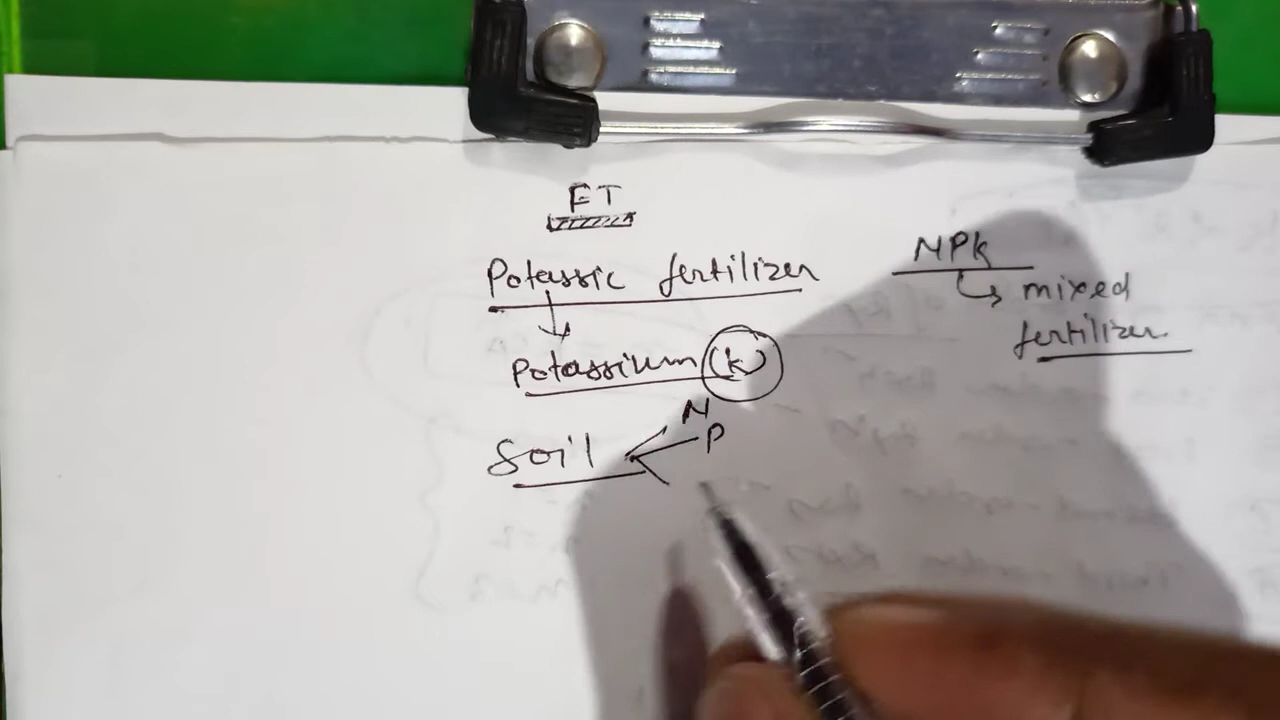 FT
Potassic fertilizer
Potassium (k)
Soil
N
P
NPk
mixed
fertilizer